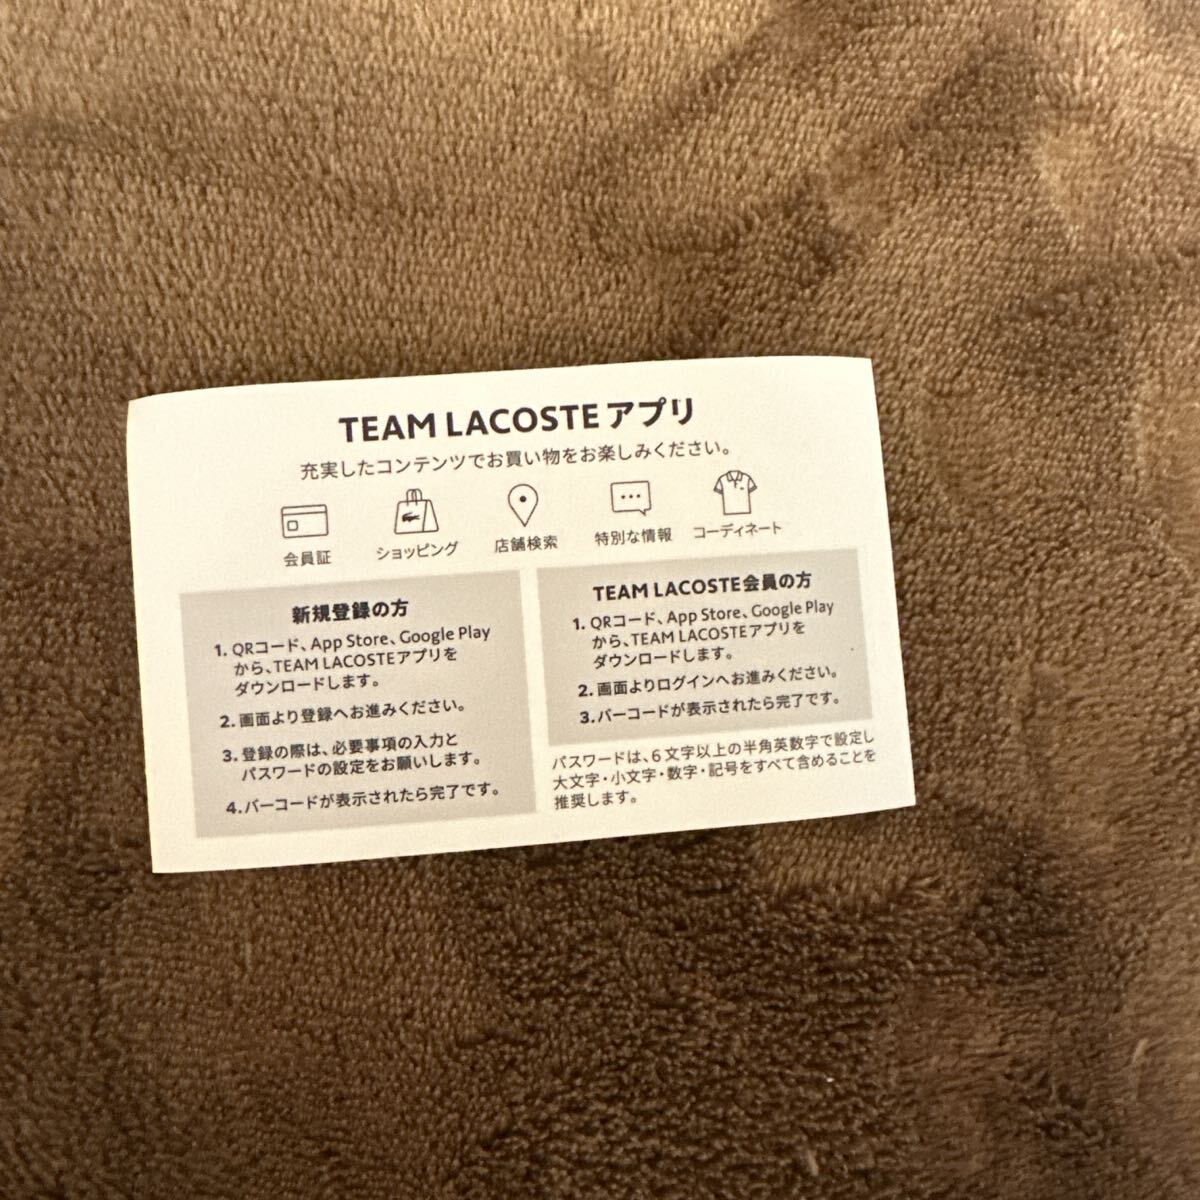 TEAM LACOSTEアプリ
充実したコンテンツでお買い物をお楽しみください。
会員証
ショッピング
店舗検索
特別な情報
コーディネート
新規登録の方
1. QRコード、App Store、Google Play
から、TEAM LACOSTEアプリを
ダウンロードします。
2. 画面より登録へお進みください。
3. 登録の際は、必要事項の入力と
パスワードの設定をお願いします。
4. バーコードが表示されたら完了です。
TEAM LACOSTE会員の方
1. QRコード、App Store、Google Play
から、TEAM LACOSTEアプリを
ダウンロードします。
2. 画面よりログインへお進みください。
3. バーコードが表示されたら完了です。
パスワードは、6文字以上の半角英数字で設定し
大文字・小文字・数字・記号をすべて含めることを
推奨します。